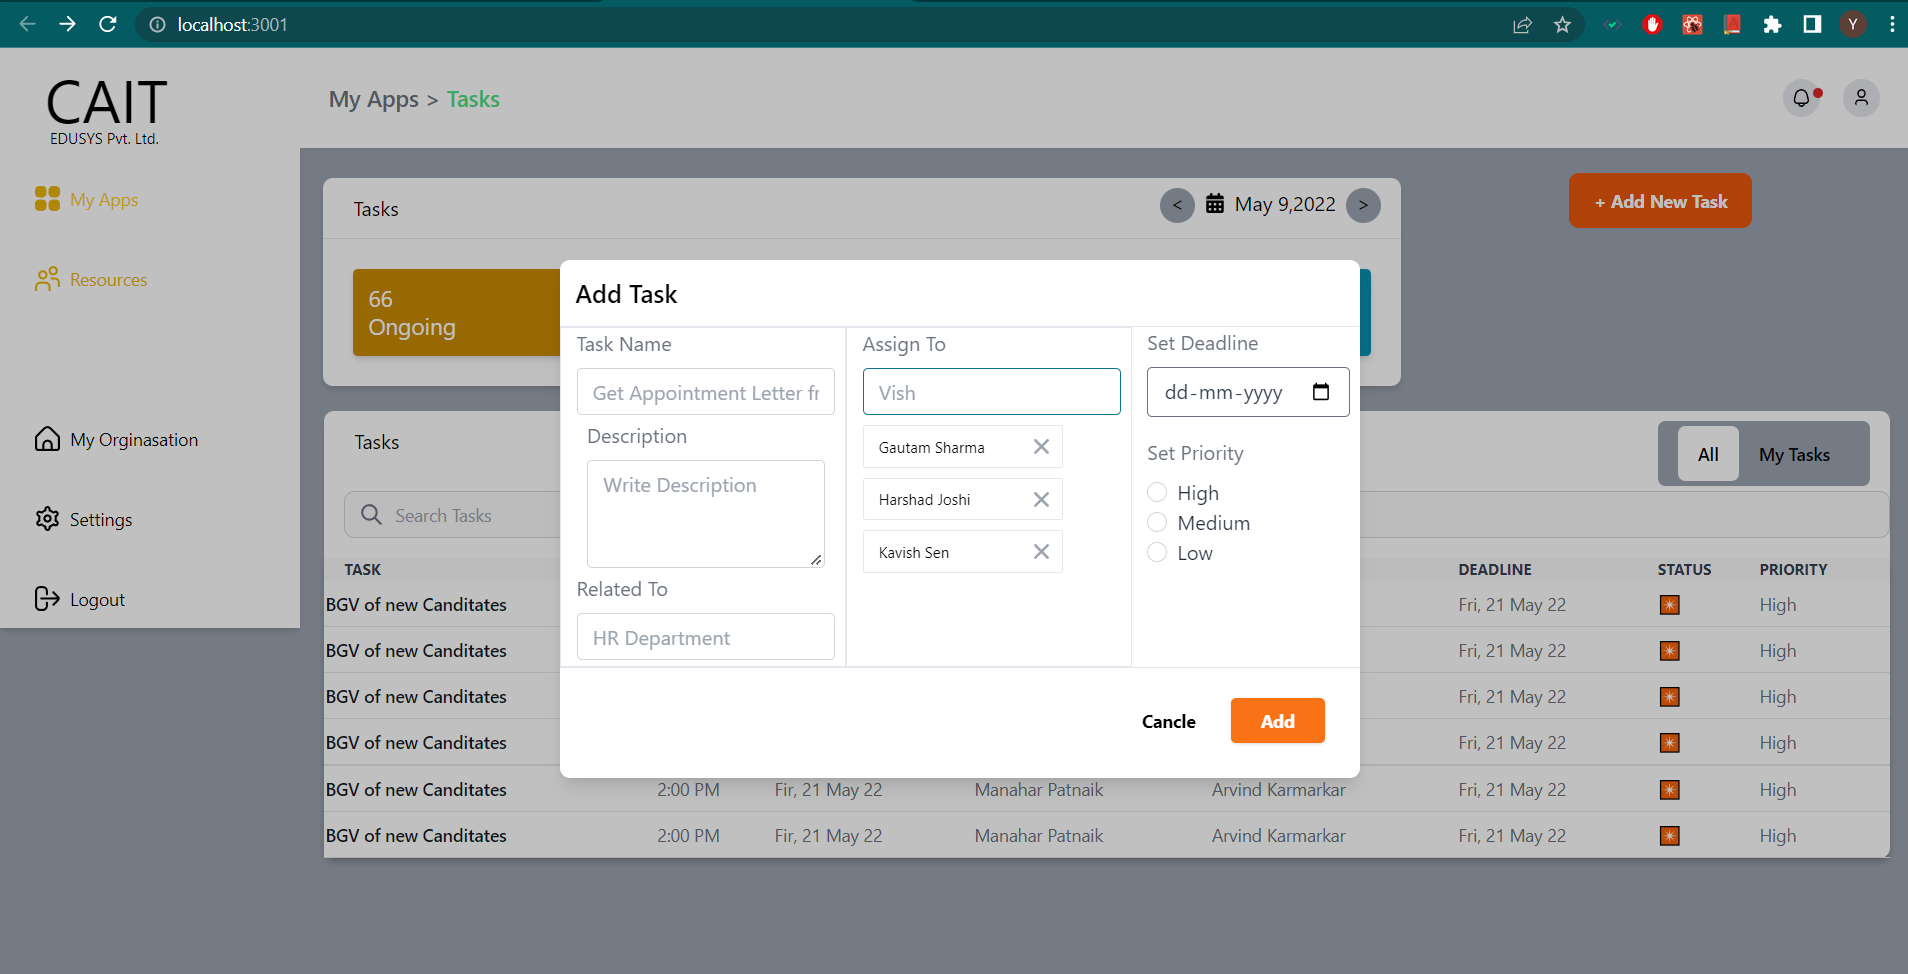 localhost:3001
Y
CAIT
EDUSYS Pvt. Ltd.
My Apps > Tasks
My Apps
Resources
My Orginasation
Settings
Logout
Tasks
< May 9,2022 >
+ Add New Task
66
Ongoing
Add Task
Task Name
Get Appointment Letter fr
Description
Write Description
Related To
HR Department
Assign To
Vish
Gautam Sharma
Harshad Joshi
Kavish Sen
Set Deadline
dd-mm-yyyy
Set Priority
High
Medium
Low
Cancle
Add
Tasks
All My Tasks
Search Tasks
TASK DEADLINE STATUS PRIORITY
BGV of new Canditates Fri, 21 May 22 High
BGV of new Canditates Fri, 21 May 22 High
BGV of new Canditates Fri, 21 May 22 High
BGV of new Canditates Fri, 21 May 22 High
BGV of new Canditates 2:00 PM Fir, 21 May 22 Manahar Patnaik Arvind Karmarkar Fri, 21 May 22 High
BGV of new Canditates 2:00 PM Fir, 21 May 22 Manahar Patnaik Arvind Karmarkar Fri, 21 May 22 High